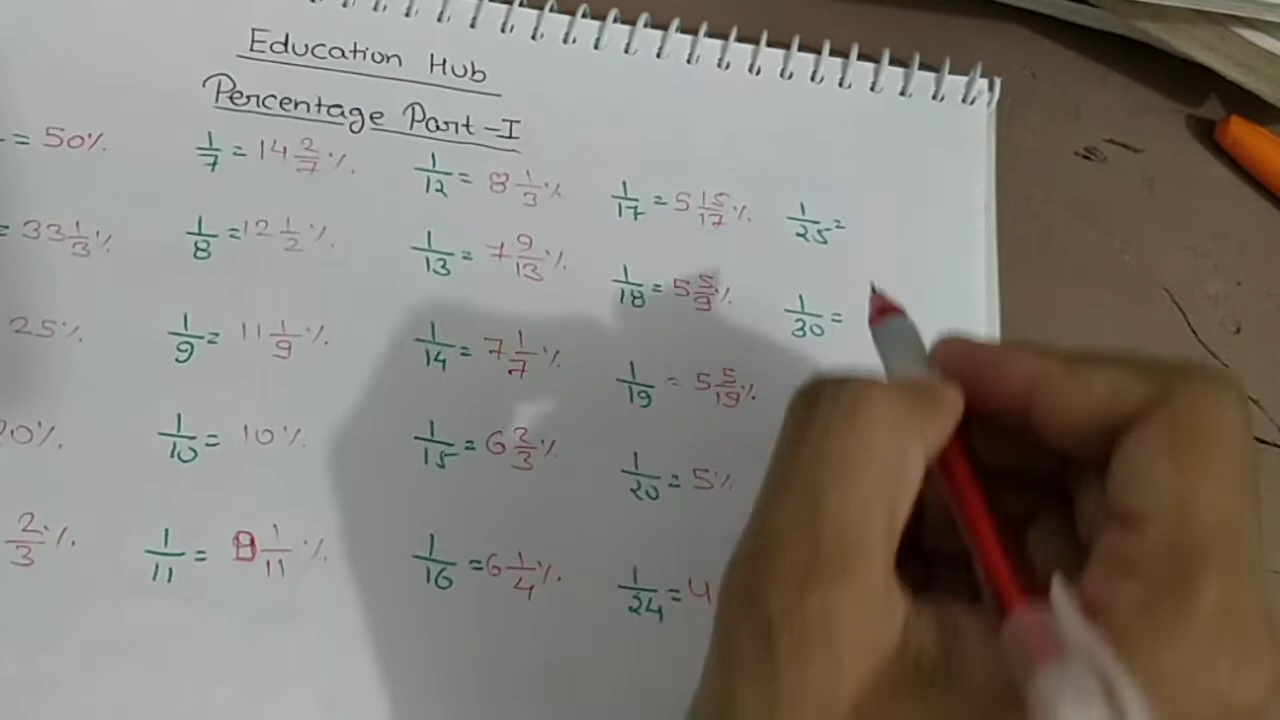 Education Hub
Percentage Part-I
= 50%
= 33 1/3 %
25%
0%.
2/3 %.
1/7 = 14 2/7 %.
1/8 = 12 1/2 %.
1/9 = 11 1/9 %
1/10 = 10%.
1/11 = 1/11 %
1/12 = 8 1/3 %
1/13 = 7 9/13 %
1/14 = 7 1/7 %
1/15 = 6 2/3 %
1/16 = 6 1/4 %.
1/17 = 5 15/17 %.
1/18 = 5 5/9 %.
1/19 = 5 5/19 %.
1/20 = 5%
1/24 = 4
1/25 =
1/30 =